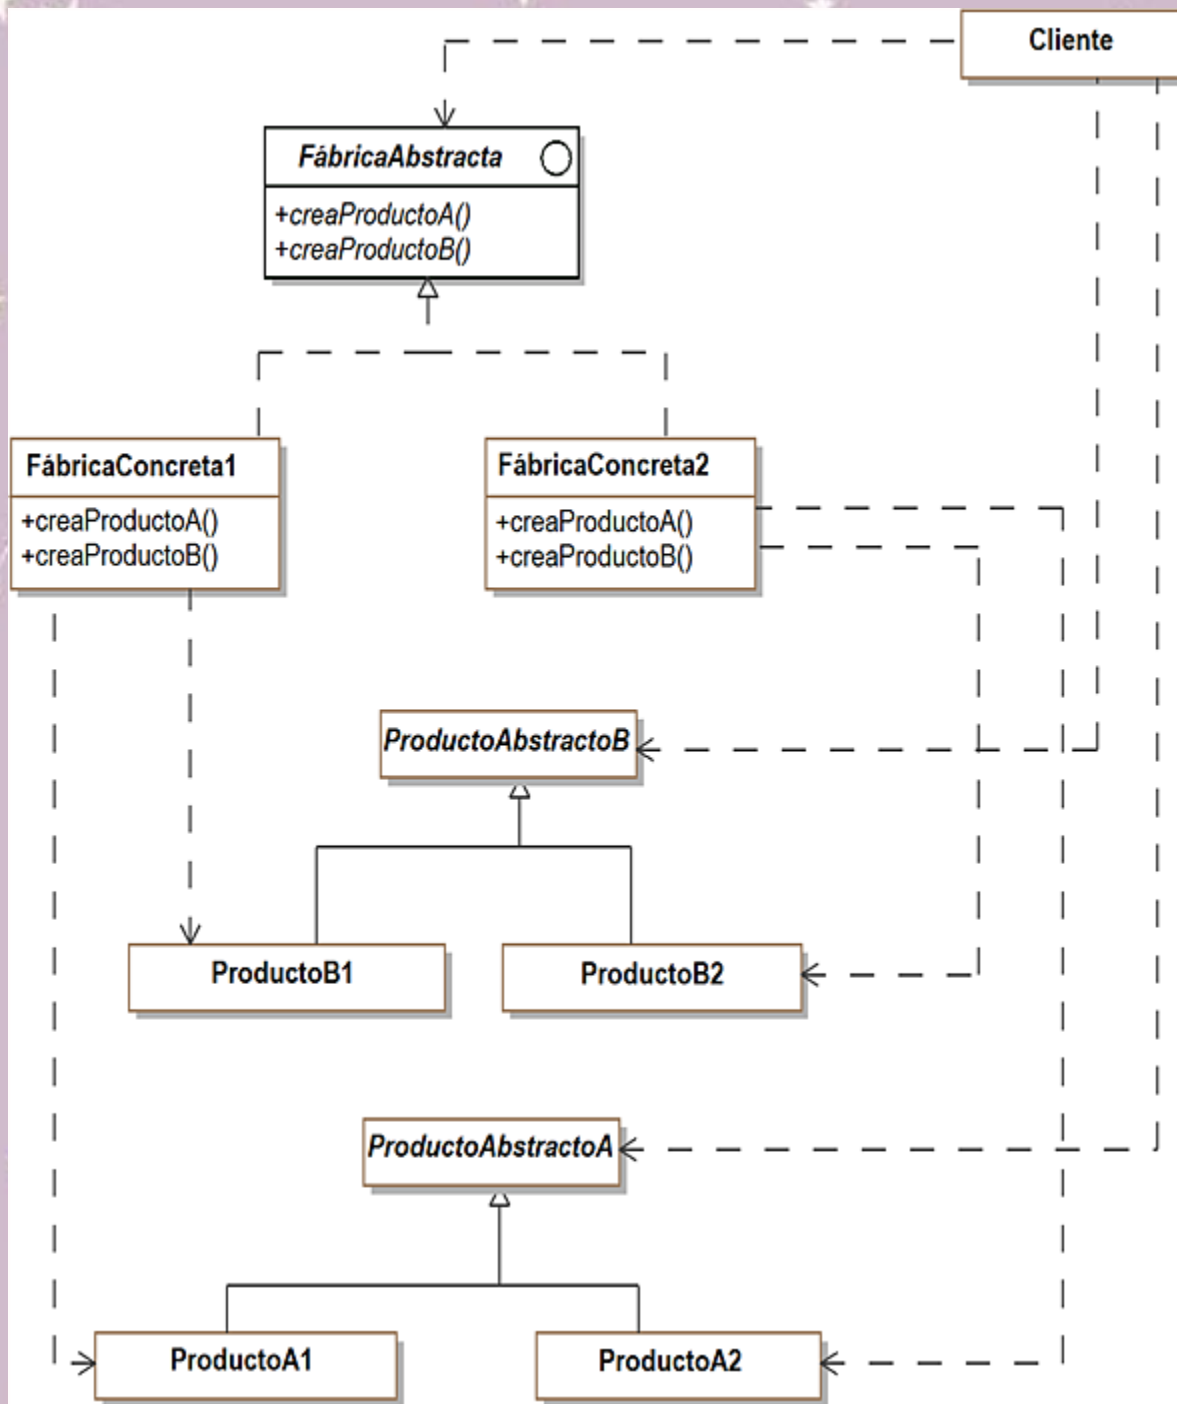 Cliente
FábricaAbstracta
+creaProductoA()
+creaProductoB()
FábricaConcreta1
+creaProductoA()
+creaProductoB()
FábricaConcreta2
+creaProductoA()
+creaProductoB()
ProductoAbstractoB
ProductoB1
ProductoB2
ProductoAbstractoA
ProductoA1
ProductoA2